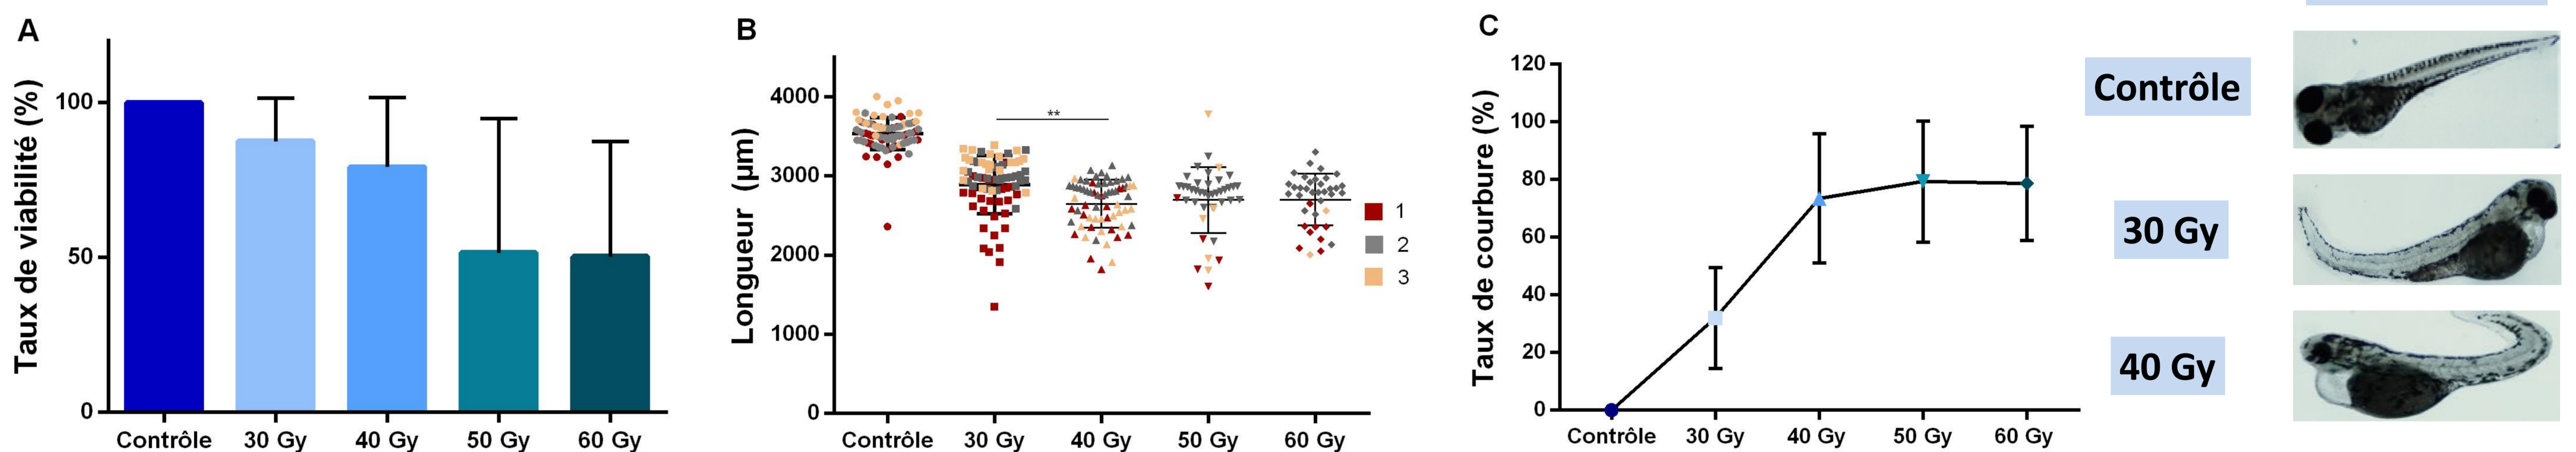 A
Taux de viabilité (%)
100
50
0
Contrôle 30 Gy 40 Gy 50 Gy 60 Gy
B
Longueur (µm)
4000
3000
2000
1000
0
**
Contrôle 30 Gy 40 Gy 50 Gy 60 Gy
1
2
3
C
Taux de courbure (%)
120
100
80
60
40
20
0
Contrôle 30 Gy 40 Gy 50 Gy 60 Gy
Contrôle
30 Gy
40 Gy